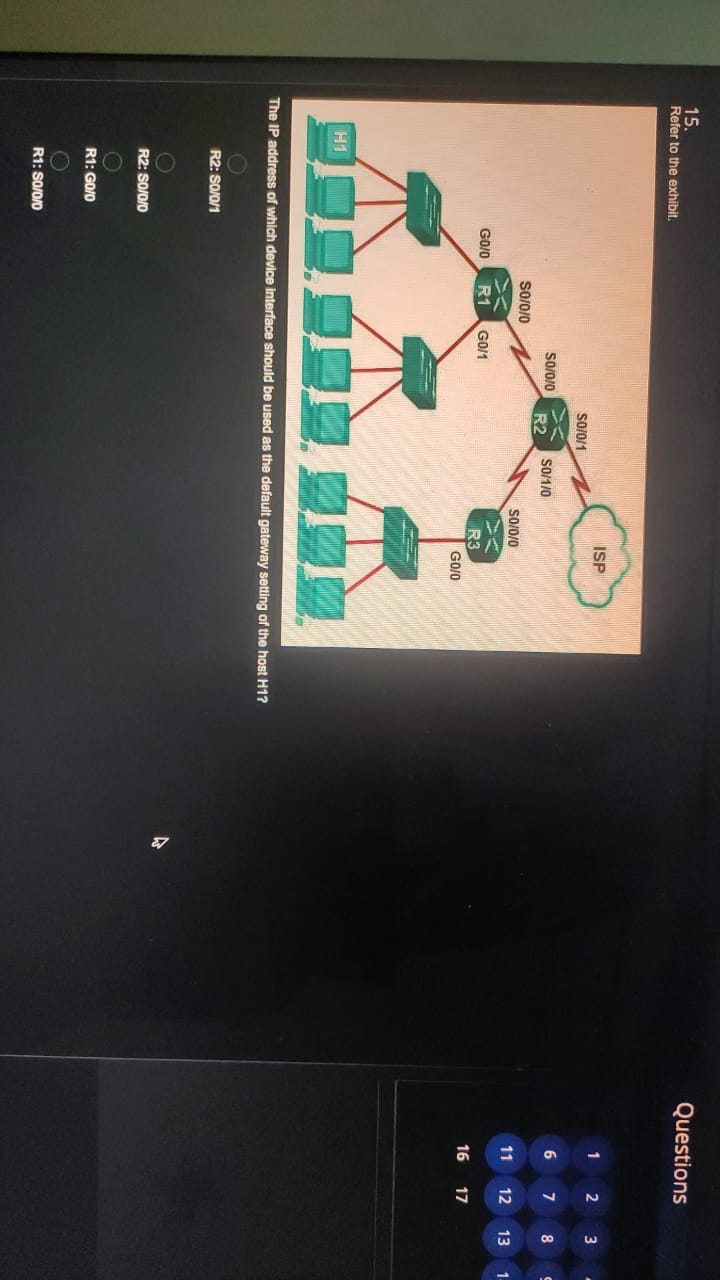 15.
Refer to the exhibit.
ISP
S0/0/1
S0/0/0
R2
S0/1/0
S0/0/0
S0/0/0
G0/0
R1
G0/1
R3
G0/0
H1
The IP address of which device interface should be used as the default gateway setting of the host H1?
R2: S0/0/1
R2: S0/0/0
R1: G0/0
R1: S0/0/0
Questions
1 2 3
6 7 8
11 12 13
16 17